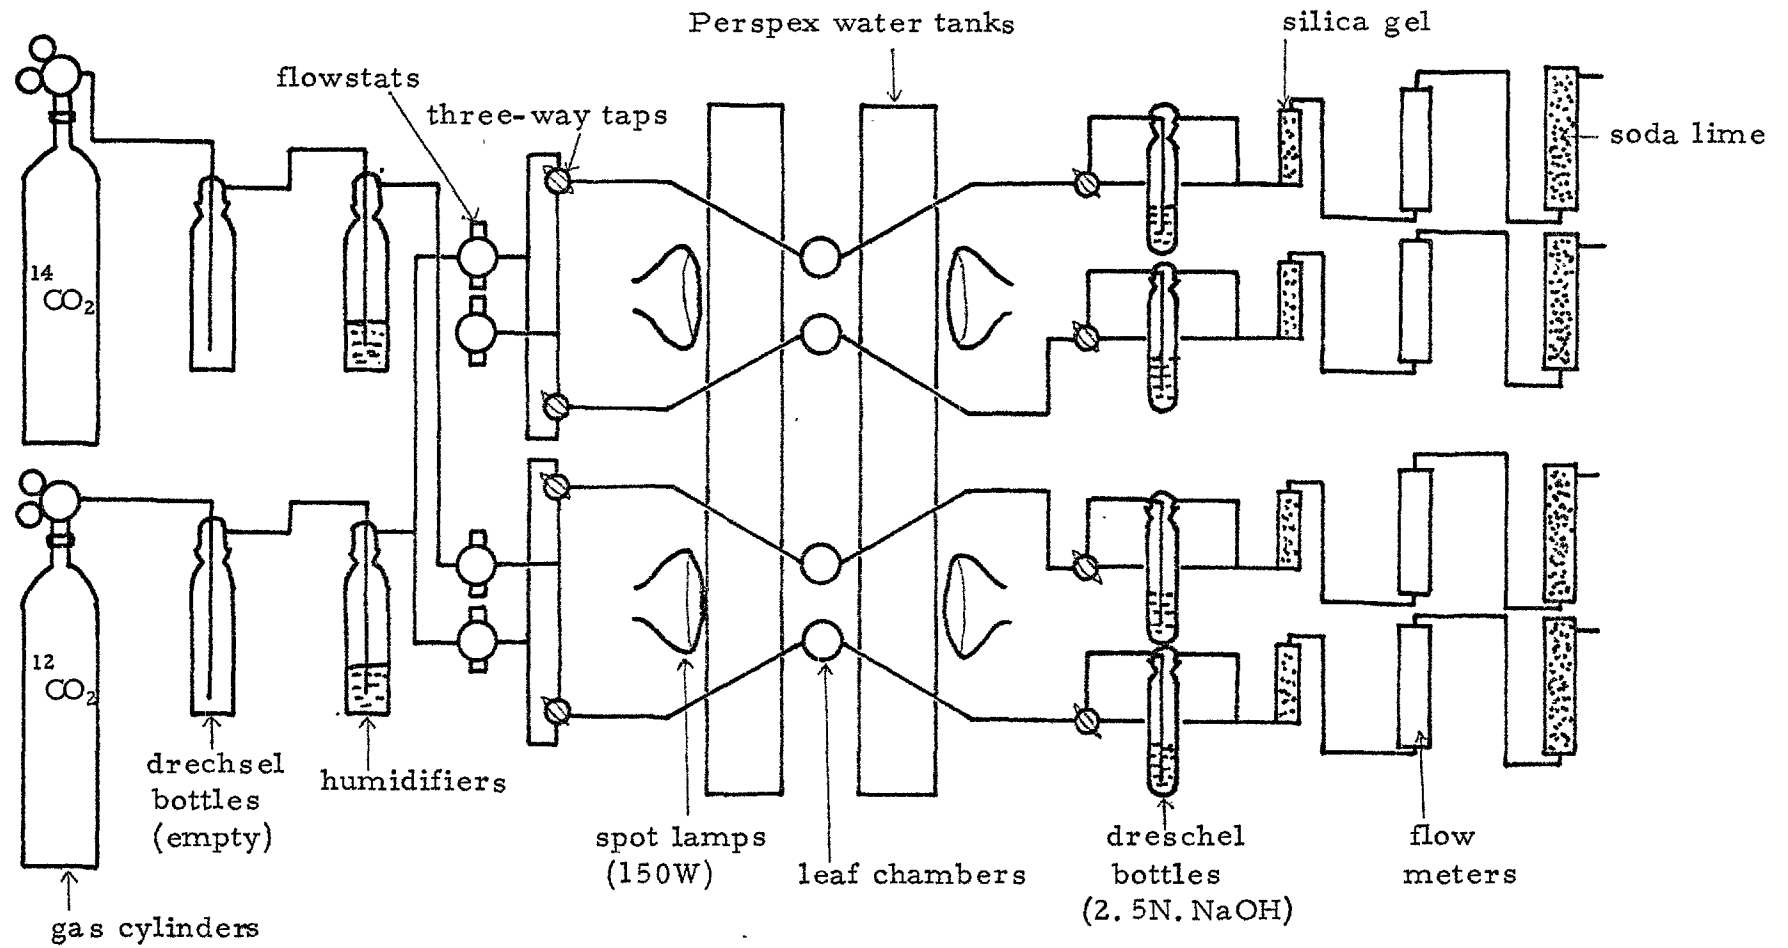 Perspex water tanks
silica gel
flowstats
three-way taps
soda lime
14
CO2
12
CO2
drechsel
bottles
(empty)
humidifiers
spot lamps
(150W)
leaf chambers
dreschel
bottles
(2. 5N. NaOH)
flow
meters
gas cylinders